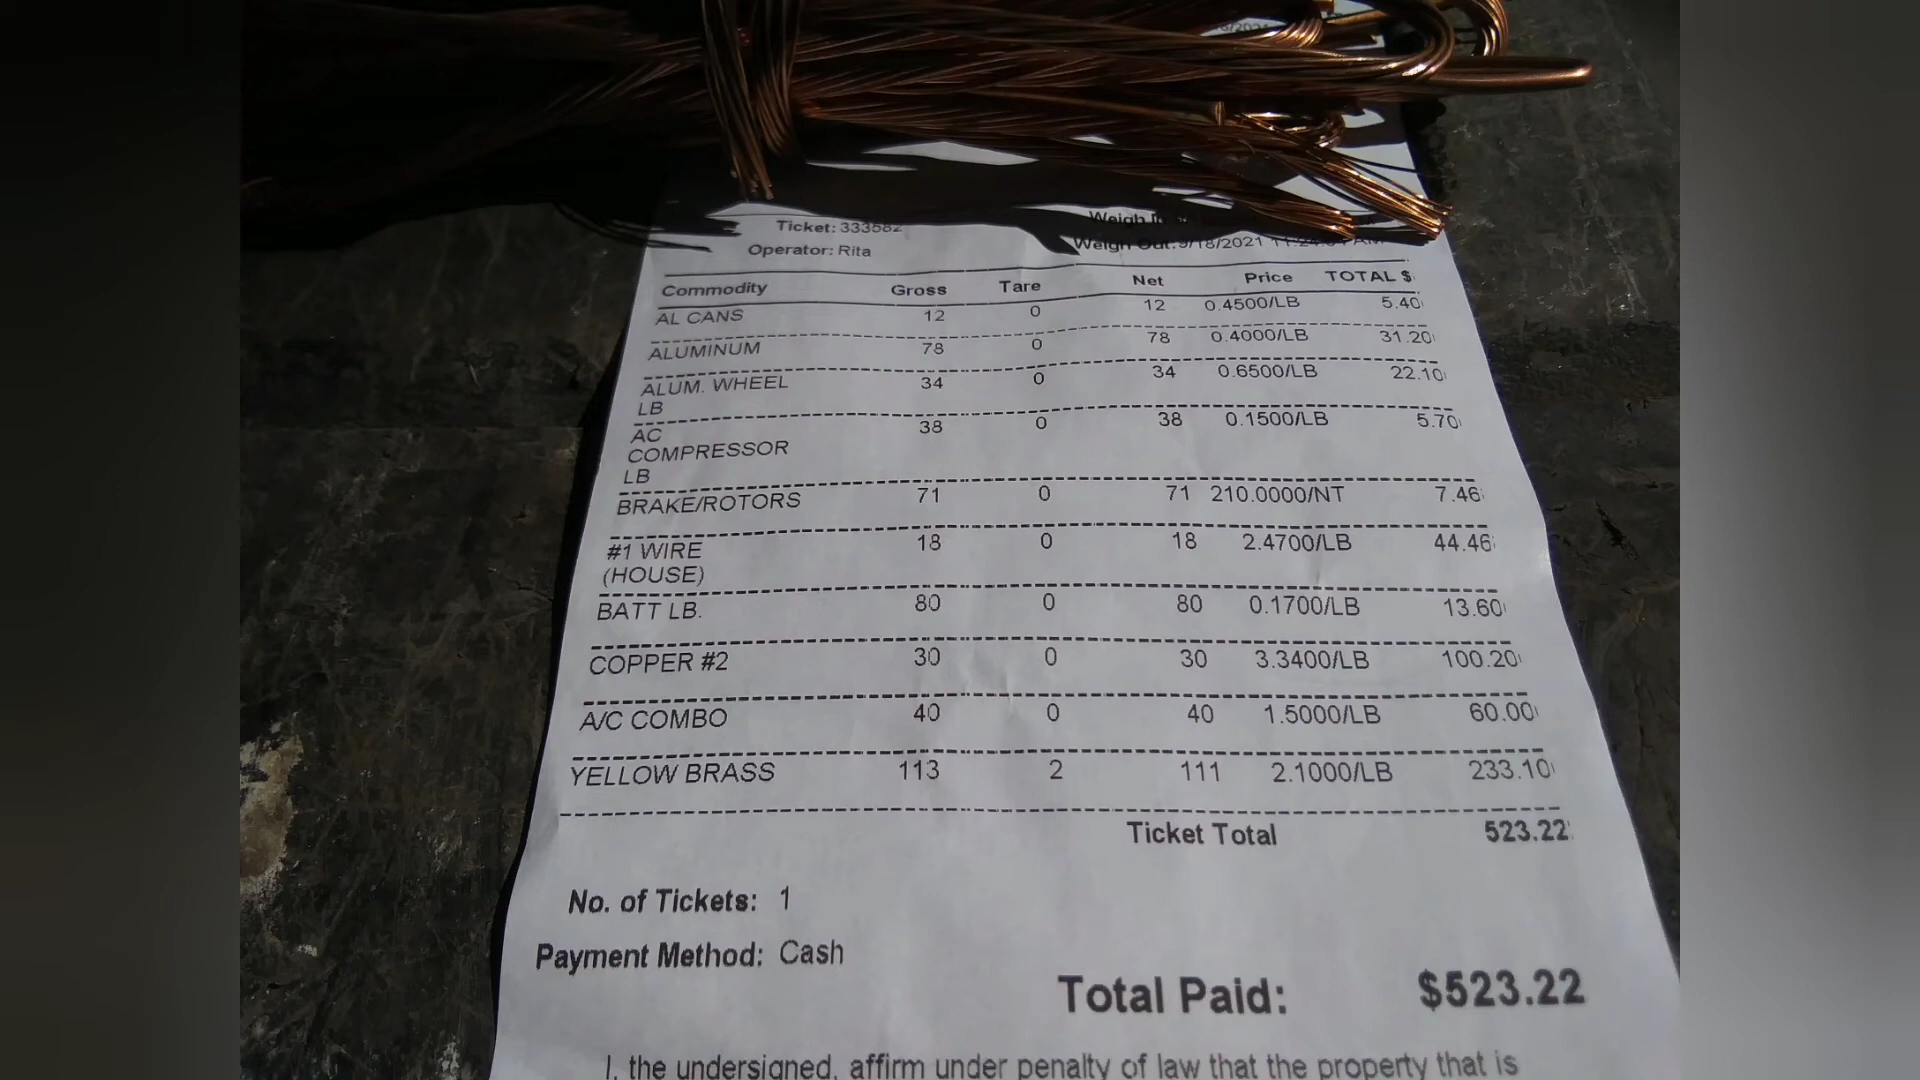 Ticket: 333582
Operator: Rita
Weigh
Weigh Out:9/18/2021
Commodity Gross Tare Net Price TOTAL $
AL CANS 12 0 12 0.4500/LB 5.40
ALUMINUM 78 0 78 0.4000/LB 31.20
ALUM. WHEEL 34 0 34 0.6500/LB 22.10
LB
AC 38 0 38 0.1500/LB 5.70
COMPRESSOR
LB
BRAKE/ROTORS 71 0 71 210.0000/NT 7.46
#1 WIRE 18 0 18 2.4700/LB 44.46
(HOUSE)
BATT LB. 80 0 80 0.1700/LB 13.60
COPPER #2 30 0 30 3.3400/LB 100.20
A/C COMBO 40 0 40 1.5000/LB 60.00
YELLOW BRASS 113 2 111 2.1000/LB 233.10
Ticket Total 523.22
No. of Tickets: 1
Payment Method: Cash
Total Paid: $523.22
I, the undersigned, affirm under penalty of law that the property that is